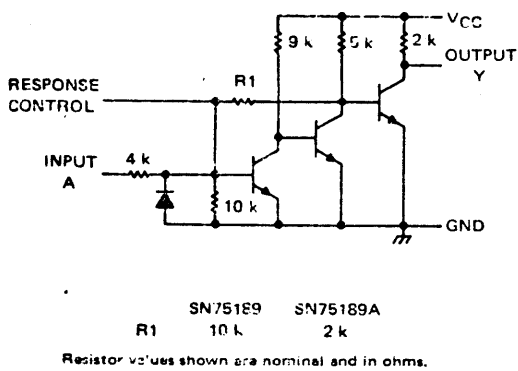 VCC
9 k
5 k
2 k
OUTPUT
Y
RESPONSE
CONTROL
R1
INPUT
A
4 k
10 k
GND
SN75189 SN75189A
R1 10 k 2 k
Resistor values shown are nominal and in ohms.